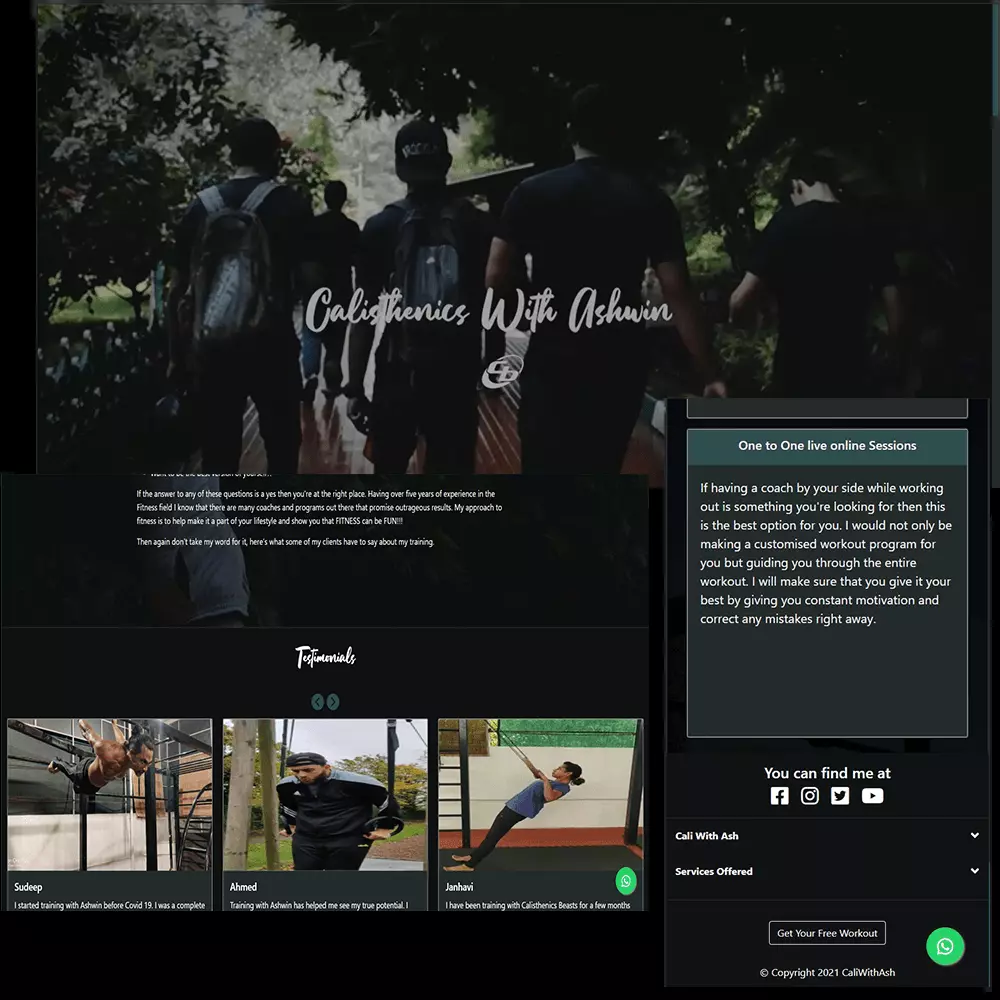 Calisthenics With Ashwin
Want to be the best version of yourself..
If the answer to any of these questions is a yes then you're at the right place. Having over five years of experience in the
Fitness field I know that there are many coaches and programs out there that promise outrageous results. My approach to
fitness is to help make it a part of your lifestyle and show you that FITNESS can be FUN!!!
Then again don't take my word for it, here's what some of my clients have to say about my training.
Testimonials
Sudeep
I started training with Ashwin before Covid 19. I was a complete
Ahmed
Training with Ashwin has helped me see my true potential. I
Janhavi
I have been training with Calisthenics Beasts for a few months
One to One live online Sessions
If having a coach by your side while working
out is something you're looking for then this
is the best option for you. I would not only be
making a customised workout program for
you but guiding you through the entire
workout. I will make sure that you give it your
best by giving you constant motivation and
correct any mistakes right away.
You can find me at
Cali With Ash
Services Offered
Get Your Free Workout
© Copyright 2021 CaliWithAsh